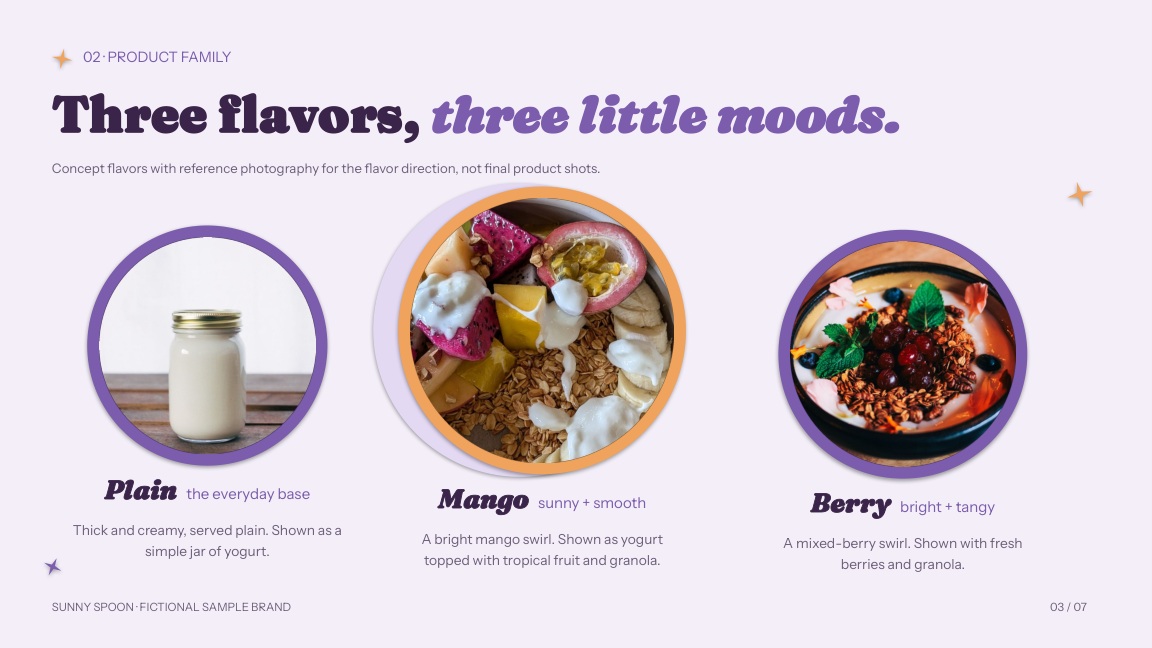 02 · PRODUCT FAMILY
Three flavors, three little moods.
Concept flavors with reference photography for the flavor direction, not final product shots.
Plain the everyday base
Thick and creamy, served plain. Shown as a
simple jar of yogurt.
Mango sunny + smooth
A bright mango swirl. Shown as yogurt
topped with tropical fruit and granola.
Berry bright + tangy
A mixed-berry swirl. Shown with fresh
berries and granola.
SUNNY SPOON · FICTIONAL SAMPLE BRAND
03 / 07